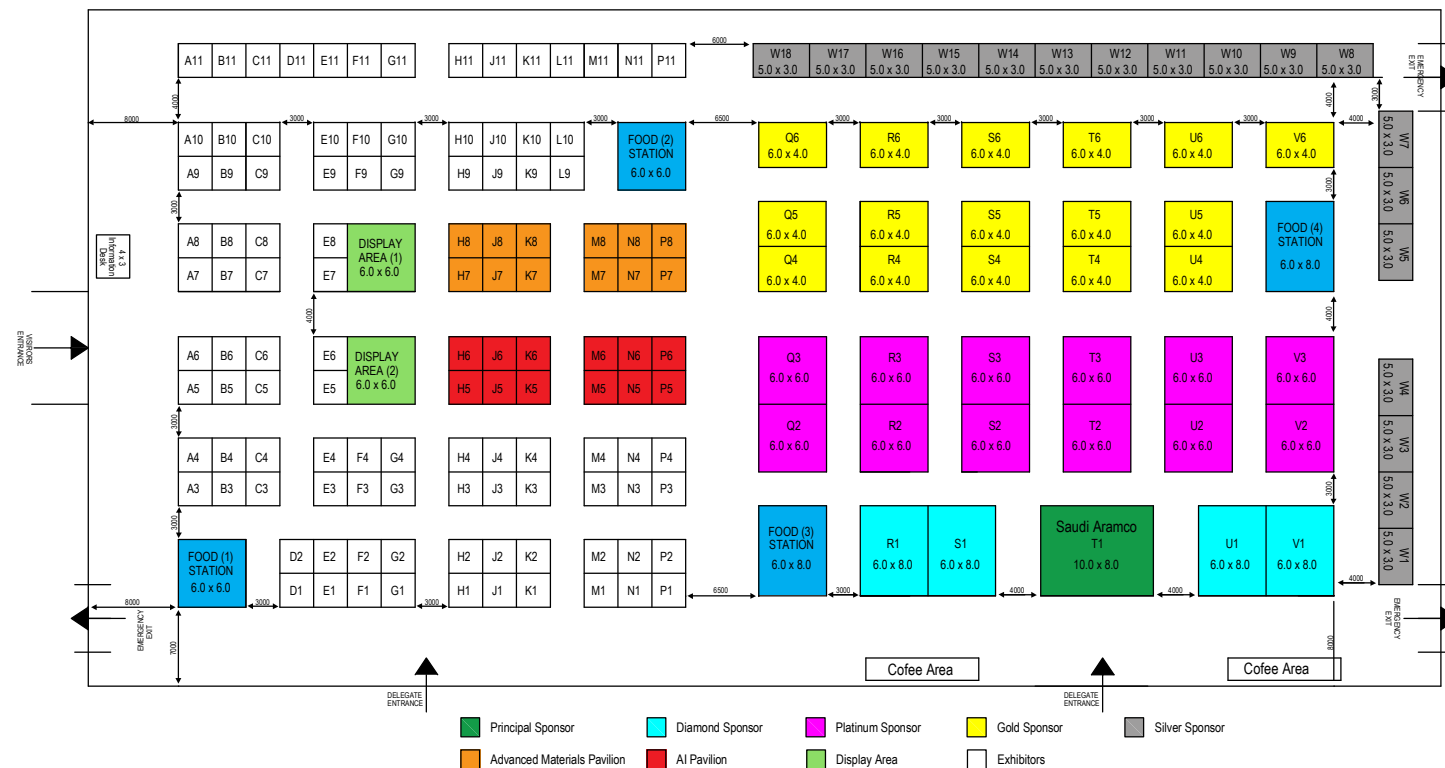 6000
A11 B11 C11 D11 E11 F11 G11 H11 J11 K11 L11 M11 N11 P11
W18 W17 W16 W15 W14 W13 W12 W11 W10 W9 W8
5.0 x 3.0 5.0 x 3.0 5.0 x 3.0 5.0 x 3.0 5.0 x 3.0 5.0 x 3.0 5.0 x 3.0 5.0 x 3.0 5.0 x 3.0 5.0 x 3.0 5.0 x 3.0
EMERGENCY
EXIT
4000 4000 3000
8000 3000 3000 3000 6500 3000 3000 3000 3000 3000 4000
A10 B10 C10 E10 F10 G10 H10 J10 K10 L10
FOOD (2)
STATION
6.0 x 6.0
Q6 R6 S6 T6 U6 V6
6.0 x 4.0 6.0 x 4.0 6.0 x 4.0 6.0 x 4.0 6.0 x 4.0 6.0 x 4.0
W7
5.0 x 3.0
A9 B9 C9 E9 F9 G9 H9 J9 K9 L9
3000 3000
W6
5.0 x 3.0
4 x 3
Information
Desk
A8 B8 C8 E8
DISPLAY
AREA (1)
6.0 x 6.0
H8 J8 K8 M8 N8 P8
Q5 R5 S5 T5 U5
6.0 x 4.0 6.0 x 4.0 6.0 x 4.0 6.0 x 4.0 6.0 x 4.0
FOOD (4)
STATION
6.0 x 8.0
W5
5.0 x 3.0
A7 B7 C7 E7 H7 J7 K7 M7 N7 P7
Q4 R4 S4 T4 U4
6.0 x 4.0 6.0 x 4.0 6.0 x 4.0 6.0 x 4.0 6.0 x 4.0
4000 4000
VISIRORS
ENTRANCE
A6 B6 C6 E6
DISPLAY
AREA (2)
6.0 x 6.0
H6 J6 K6 M6 N6 P6
Q3 R3 S3 T3 U3 V3
6.0 x 6.0 6.0 x 6.0 6.0 x 6.0 6.0 x 6.0 6.0 x 6.0 6.0 x 6.0
W4
5.0 x 3.0
A5 B5 C5 E5 H5 J5 K5 M5 N5 P5
3000
Q2 R2 S2 T2 U2 V2
6.0 x 6.0 6.0 x 6.0 6.0 x 6.0 6.0 x 6.0 6.0 x 6.0 6.0 x 6.0
W3
5.0 x 3.0
A4 B4 C4 E4 F4 G4 H4 J4 K4 M4 N4 P4
A3 B3 C3 E3 F3 G3 H3 J3 K3 M3 N3 P3
3000 3000
W2
5.0 x 3.0
FOOD (1)
STATION
6.0 x 6.0
D2 E2 F2 G2 H2 J2 K2 M2 N2 P2
D1 E1 F1 G1 H1 J1 K1 M1 N1 P1
FOOD (3)
STATION
6.0 x 8.0
R1 S1
6.0 x 8.0 6.0 x 8.0
Saudi Aramco
T1
10.0 x 8.0
U1 V1
6.0 x 8.0 6.0 x 8.0
W1
5.0 x 3.0
8000 3000 3000 6500 3000 4000 4000 4000
EMERGENCY
EXIT
7000
8000
EMERGENCY
EXIT
Cofee Area
Cofee Area
DELEGATE
ENTRANCE
DELEGATE
ENTRANCE
Principal Sponsor
Diamond Sponsor
Platinum Sponsor
Gold Sponsor
Silver Sponsor
Advanced Materials Pavilion
AI Pavilion
Display Area
Exhibitors